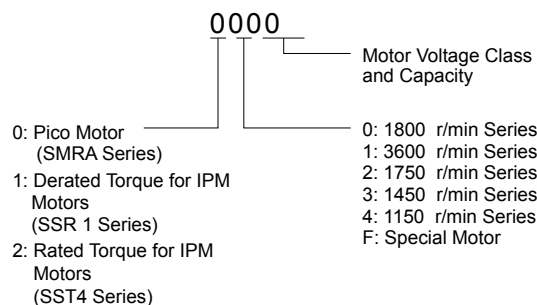 0000
Motor Voltage Class
and Capacity
0: Pico Motor
(SMRA Series)
1: Derated Torque for IPM
Motors
(SSR 1 Series)
2: Rated Torque for IPM
Motors
(SST4 Series)
0: 1800 r/min Series
1: 3600 r/min Series
2: 1750 r/min Series
3: 1450 r/min Series
4: 1150 r/min Series
F: Special Motor